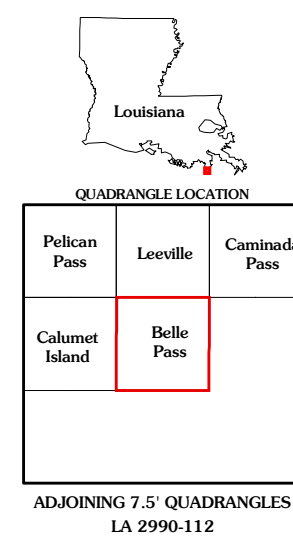 Louisiana
QUADRANGLE LOCATION
Pelican
Pass
Leeville
Caminada
Pass
Calumet
Island
Belle
Pass
ADJOINING 7.5' QUADRANGLES
LA 2990-112